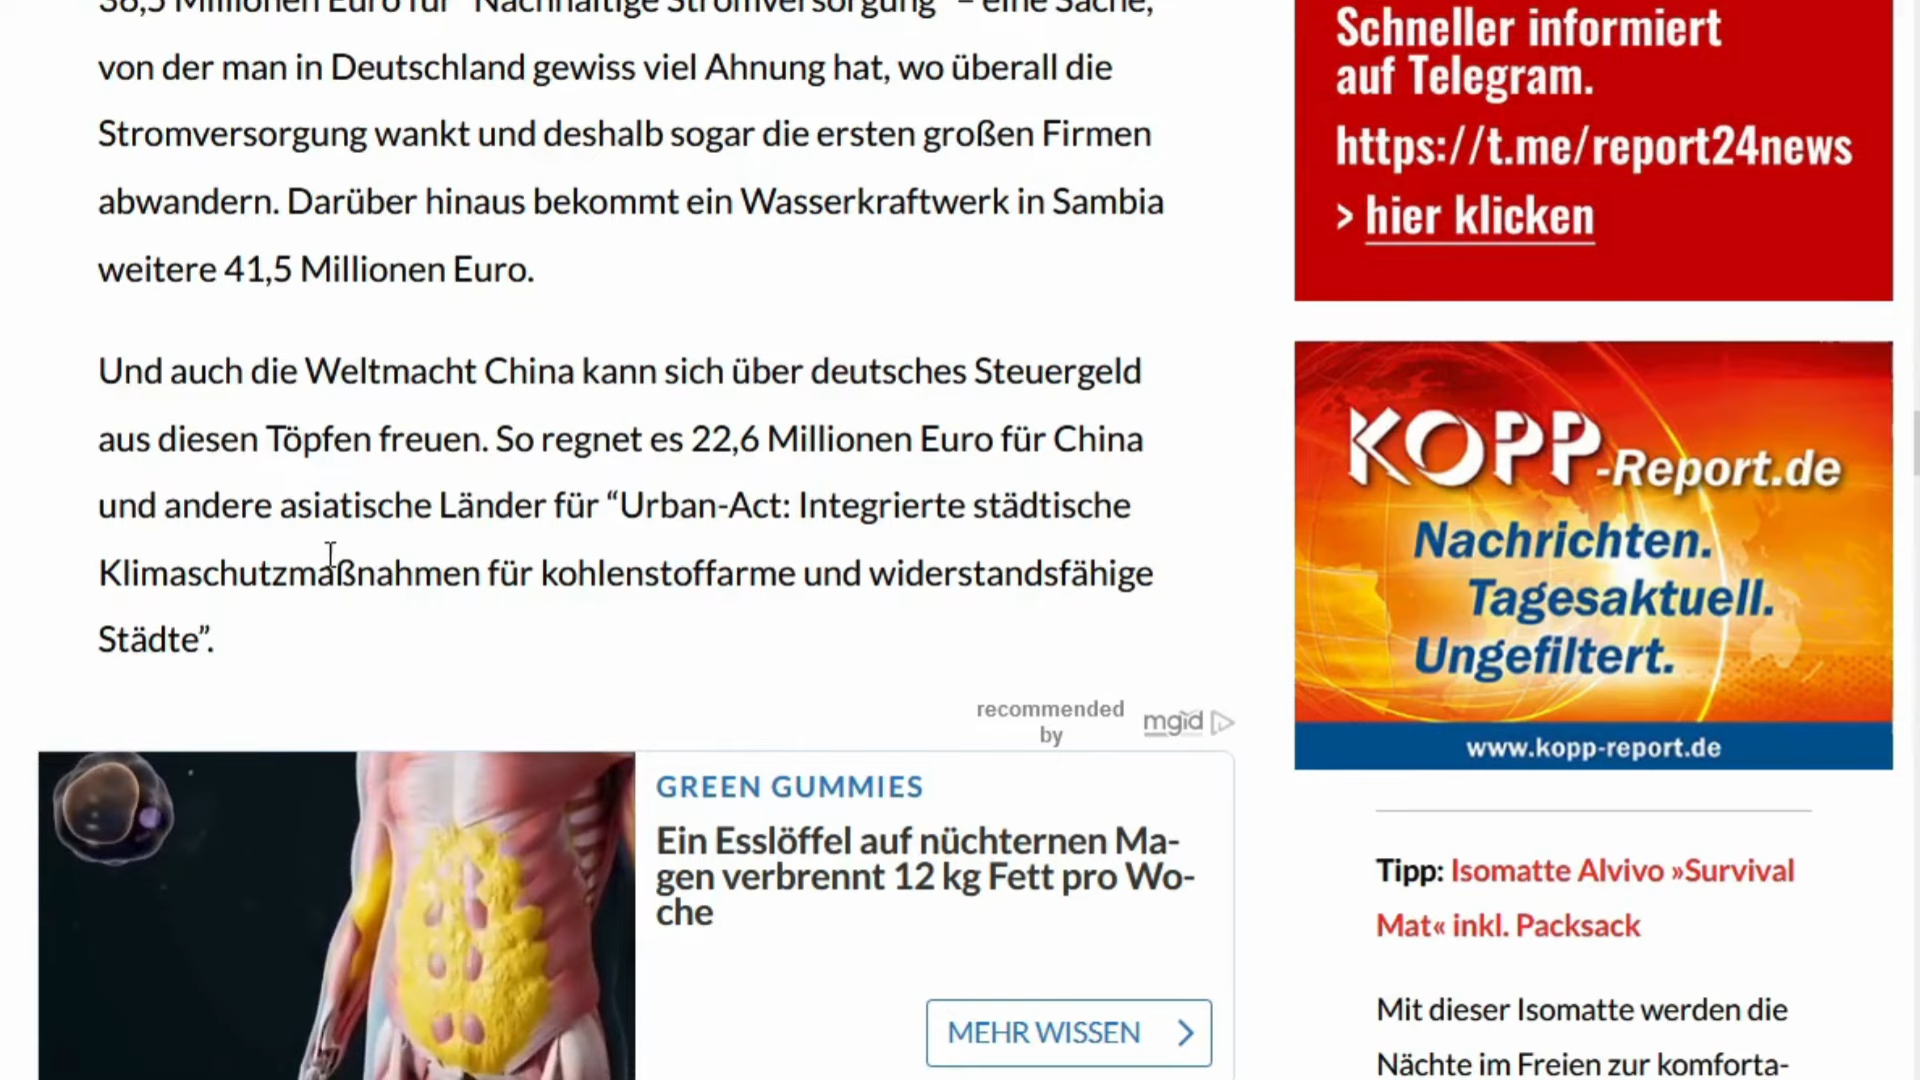 38,5 Millionen Euro für “Nachhaltige Stromversorgung” – eine Sache,
von der man in Deutschland gewiss viel Ahnung hat, wo überall die
Stromversorgung wankt und deshalb sogar die ersten großen Firmen
abwandern. Darüber hinaus bekommt ein Wasserkraftwerk in Sambia
weitere 41,5 Millionen Euro.
Und auch die Weltmacht China kann sich über deutsches Steuergeld
aus diesen Töpfen freuen. So regnet es 22,6 Millionen Euro für China
und andere asiatische Länder für “Urban-Act: Integrierte städtische
Klimaschutzmaßnahmen für kohlenstoffarme und widerstandsfähige
Städte”.
recommended
by
mgid
GREEN GUMMIES
Ein Esslöffel auf nüchternen Ma-
gen verbrennt 12 kg Fett pro Wo-
che
MEHR WISSEN
Schneller informiert
auf Telegram.
https://t.me/report24news
> hier klicken
KOPP-Report.de
Nachrichten.
Tagesaktuell.
Ungefiltert.
www.kopp-report.de
Tipp: Isomatte Alvivo »Survival
Mat« inkl. Packsack
Mit dieser Isomatte werden die
Nächte im Freien zur komforta-